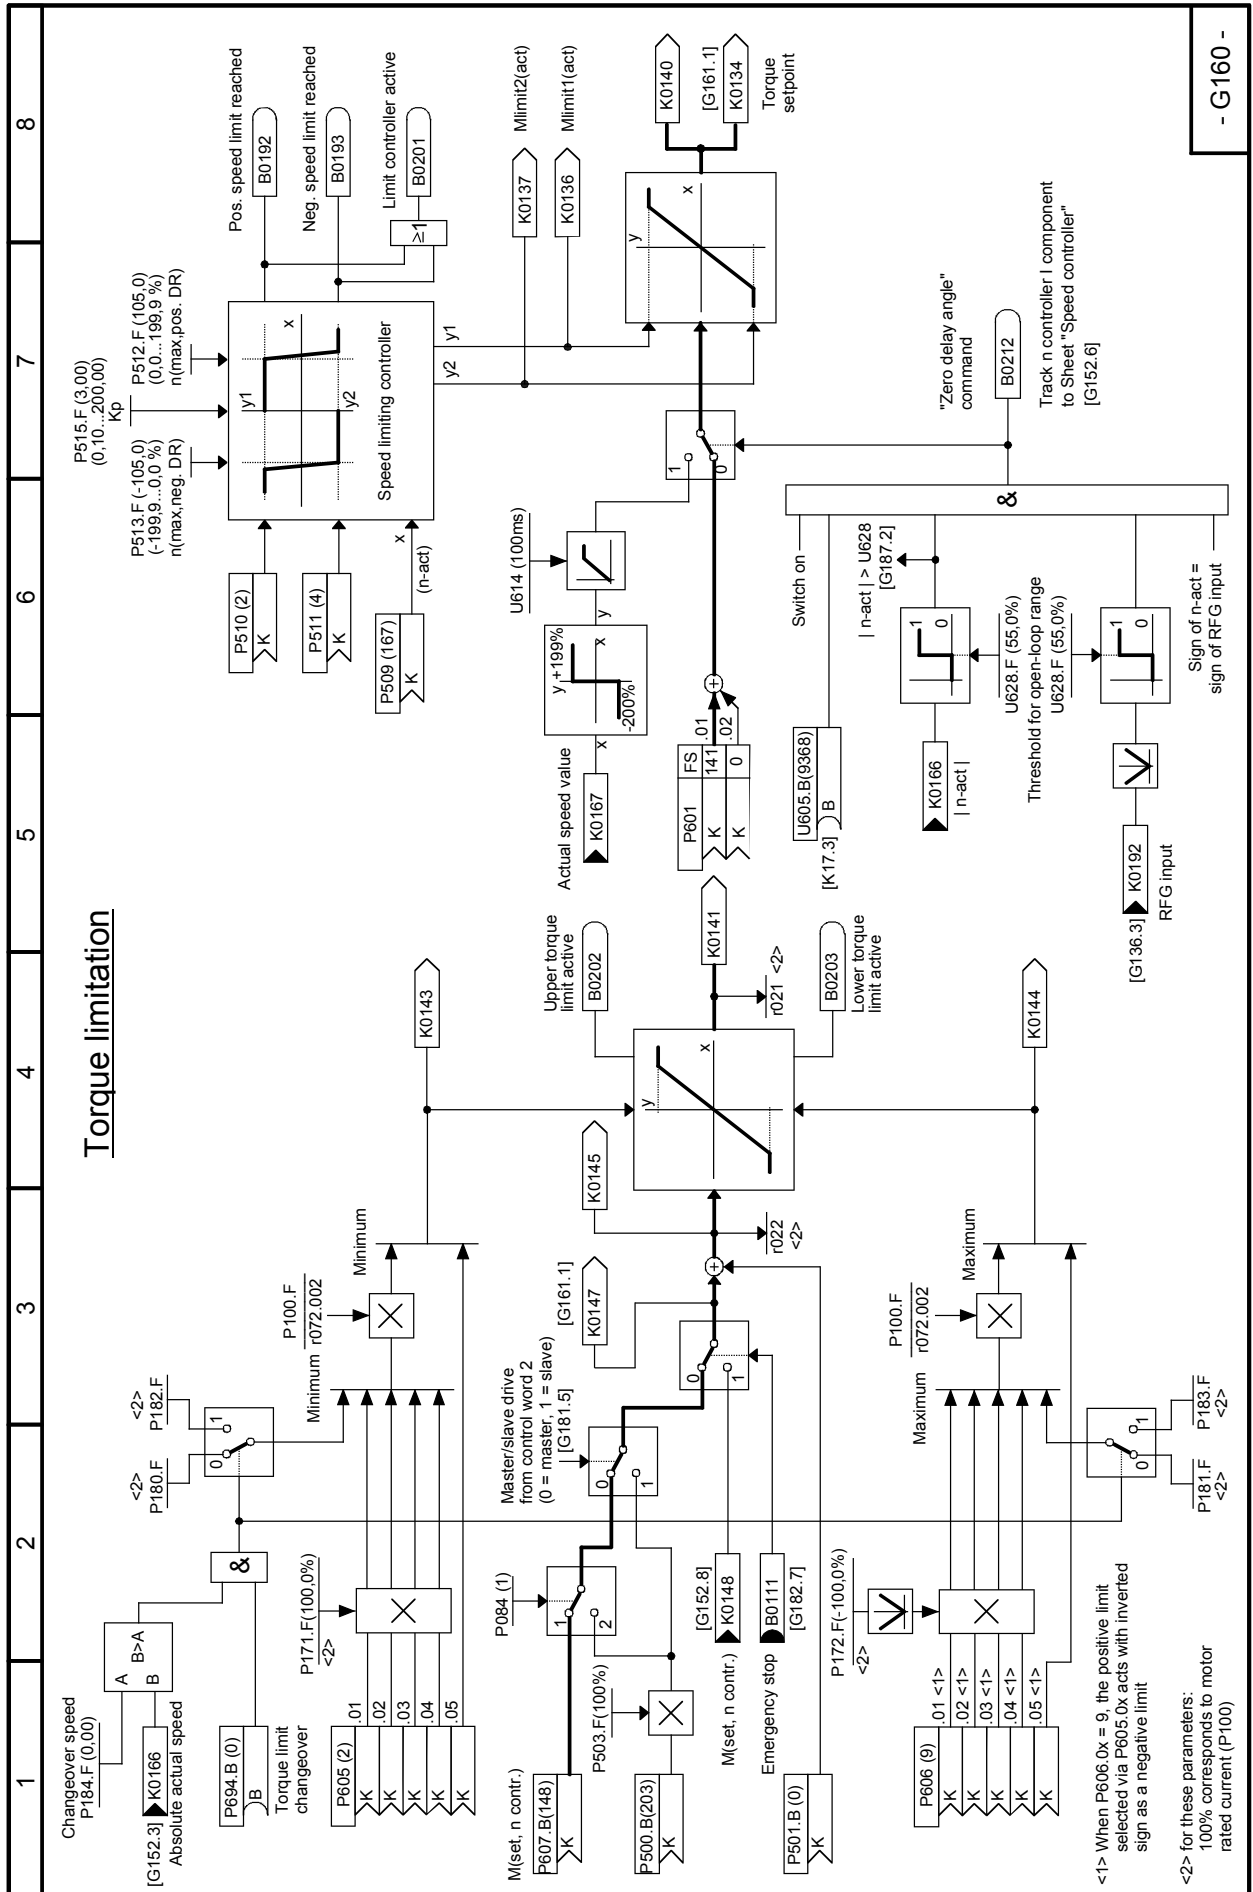 Torque limitation
1
2
3
4
5
6
7
8
- G160 -
Changeover speed
P184.F (0,00)
[G152.3]
K0166
Absolute actual speed
A
B>A
B
P694.B (0)
B
Torque limit
changeover
&
<2>
P180.F
<2>
P182.F
0
1
P171.F(100,0%)
<2>
P605 (2)
K
.01
K
.02
K
.03
K
.04
K
.05
Minimum
P100.F
r072.002
Minimum
K0143
M(set, n contr.)
P607.B(148)
K
P084 (1)
1
2
P503.F(100%)
P500.B(203)
K
Master/slave drive
from control word 2
(0 = master, 1 = slave)
[G181.5]
0
1
M(set, n contr.)
[G152.8]
K0148
Emergency stop
B0111
[G182.7]
0
1
[G161.1]
K0147
P501.B (0)
K
K0145
r022
<2>
y
x
Upper torque
limit active
B0202
B0203
Lower torque
limit active
K0141
r021 <2>
P172.F(-100,0%)
<2>
P606 (9)
K
.01 <1>
K
.02 <1>
K
.03 <1>
K
.04 <1>
K
.05 <1>
Maximum
P100.F
r072.002
Maximum
K0144
0
1
P181.F
<2>
P183.F
<2>
<1> When P606.0x = 9, the positive limit
selected via P605.0x acts with inverted
sign as a negative limit
<2> for these parameters:
100% corresponds to motor
rated current (P100)
P515.F (3,00)
(0,10...200,00)
Kp
P513.F (-105,0)
(-199,9...0,0 %)
n(max,neg. DR)
P512.F (105,0)
(0,0...199,9 %)
n(max,pos. DR)
P510 (2)
K
P511 (4)
K
P509 (167)
K
x
(n-act)
y1
x
y2
Speed limiting controller
Pos. speed limit reached
B0192
Neg. speed limit reached
B0193
≥1
Limit controller active
B0201
y1
y2
K0137
Mlimit2(act)
K0136
Mlimit1(act)
Actual speed value
K0167
x
y
+199%
x
-200%
y
U614 (100ms)
1
0
P601
FS
K
141
.01
K
0
.02
y
x
K0140
[G161.1]
K0134
Torque
setpoint
U605.B(9368)
B
[K17.3]
Switch on
K0166
| n-act |
1
0
| n-act | > U628
[G187.2]
U628.F (55,0%)
Threshold for open-loop range
U628.F (55,0%)
[G136.3]
K0192
RFG input
1
0
Sign of n-act =
sign of RFG input
&
"Zero delay angle"
command
B0212
Track n controller I component
to Sheet "Speed controller"
[G152.6]